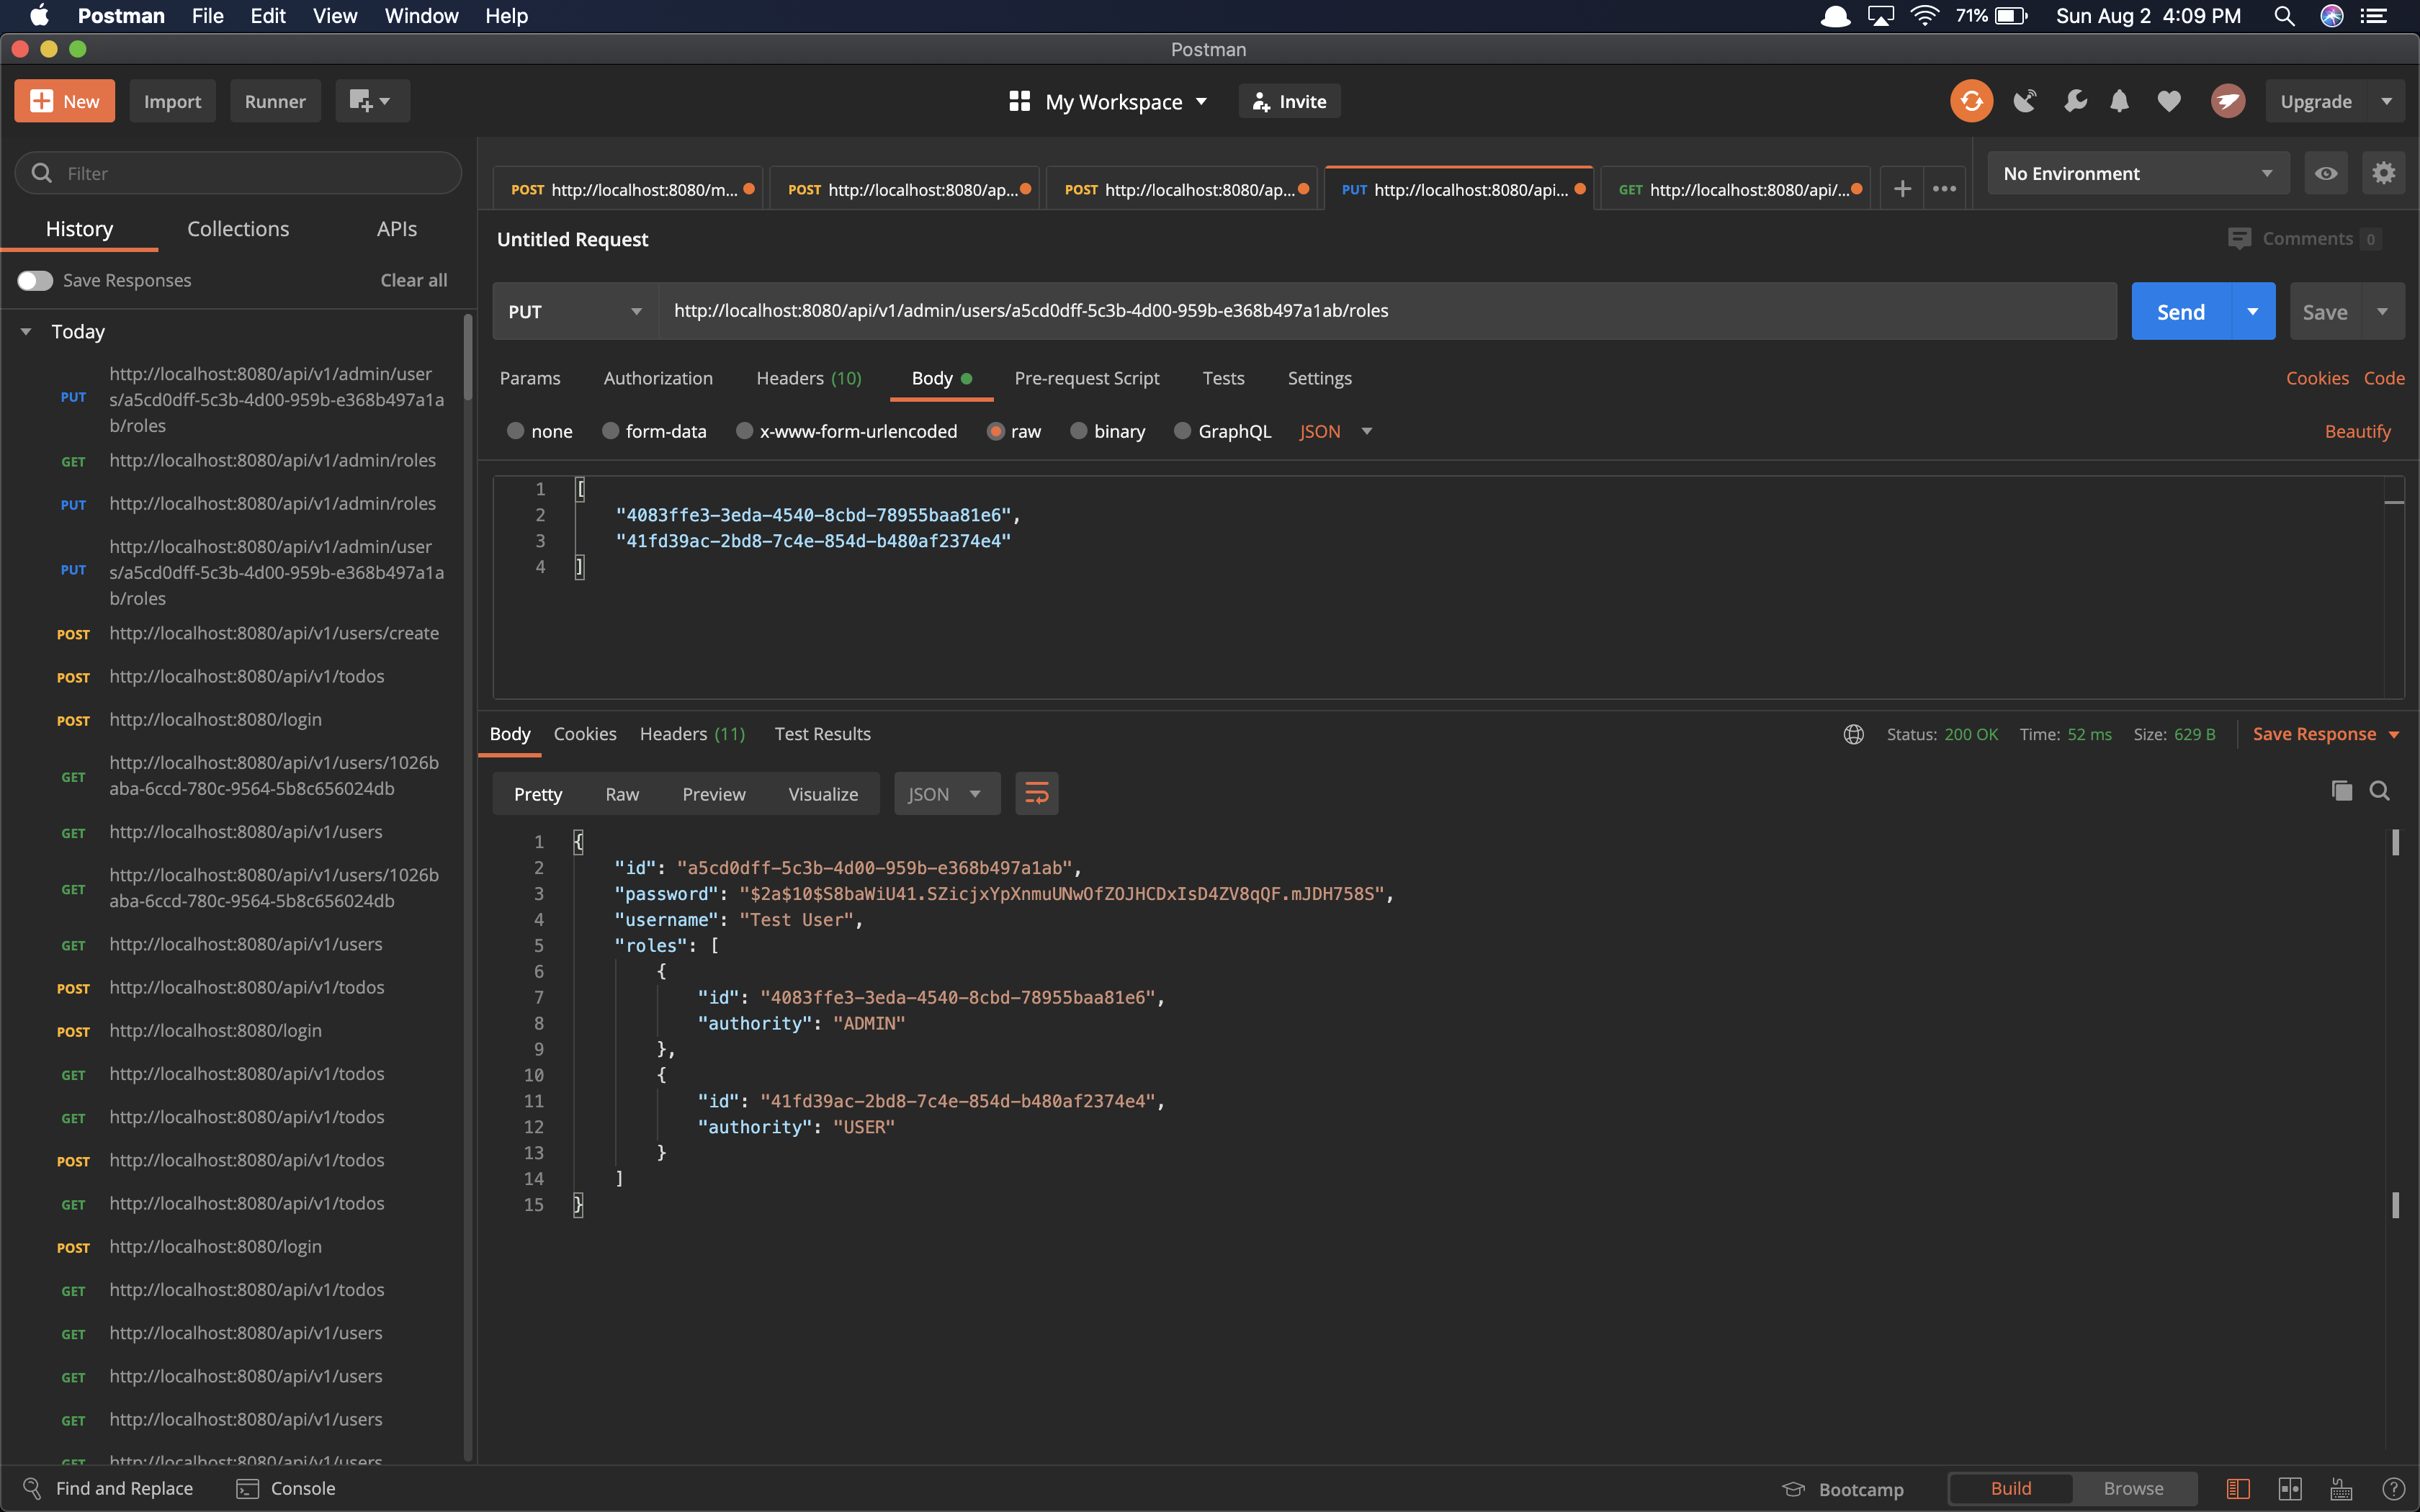 Postman File Edit View Window Help 71% Sun Aug 2 4:09 PM
Postman
New Import Runner My Workspace Invite Upgrade
Filter
History Collections APIs
Save Responses Clear all
Today
PUT http://localhost:8080/api/v1/admin/user
s/a5cd0dff-5c3b-4d00-959b-e368b497a1a
b/roles
GET http://localhost:8080/api/v1/admin/roles
PUT http://localhost:8080/api/v1/admin/roles
PUT http://localhost:8080/api/v1/admin/user
s/a5cd0dff-5c3b-4d00-959b-e368b497a1a
b/roles
POST http://localhost:8080/api/v1/users/create
POST http://localhost:8080/api/v1/todos
POST http://localhost:8080/login
GET http://localhost:8080/api/v1/users/1026b
aba-6ccd-780c-9564-5b8c656024db
GET http://localhost:8080/api/v1/users
GET http://localhost:8080/api/v1/users/1026b
aba-6ccd-780c-9564-5b8c656024db
GET http://localhost:8080/api/v1/users
POST http://localhost:8080/api/v1/todos
POST http://localhost:8080/login
GET http://localhost:8080/api/v1/todos
GET http://localhost:8080/api/v1/todos
POST http://localhost:8080/api/v1/todos
GET http://localhost:8080/api/v1/todos
POST http://localhost:8080/login
GET http://localhost:8080/api/v1/todos
GET http://localhost:8080/api/v1/users
GET http://localhost:8080/api/v1/users
GET http://localhost:8080/api/v1/users
GET http://localhost:8080/api/v1/users
POST http://localhost:8080/m... POST http://localhost:8080/ap... POST http://localhost:8080/ap... PUT http://localhost:8080/api... GET http://localhost:8080/api/... No Environment
Untitled Request Comments 0
PUT http://localhost:8080/api/v1/admin/users/a5cd0dff-5c3b-4d00-959b-e368b497a1ab/roles Send Save
Params Authorization Headers (10) Body Pre-request Script Tests Settings Cookies Code
none form-data x-www-form-urlencoded raw binary GraphQL JSON Beautify
1 [
2 "4083ffe3-3eda-4540-8cbd-78955baa81e6",
3 "41fd39ac-2bd8-7c4e-854d-b480af2374e4"
4 ]
Body Cookies Headers (11) Test Results Status: 200 OK Time: 52 ms Size: 629 B Save Response
Pretty Raw Preview Visualize JSON
1 {
2 "id": "a5cd0dff-5c3b-4d00-959b-e368b497a1ab",
3 "password": "$2a$10$S8baWiU41.SZicjxYpXnmuUNwOfZOJHCDxIsD4ZV8qQF.mJDH758S",
4 "username": "Test User",
5 "roles": [
6 {
7 "id": "4083ffe3-3eda-4540-8cbd-78955baa81e6",
8 "authority": "ADMIN"
9 },
10 {
11 "id": "41fd39ac-2bd8-7c4e-854d-b480af2374e4",
12 "authority": "USER"
13 }
14 ]
15 }
Find and Replace Console Bootcamp Build Browse